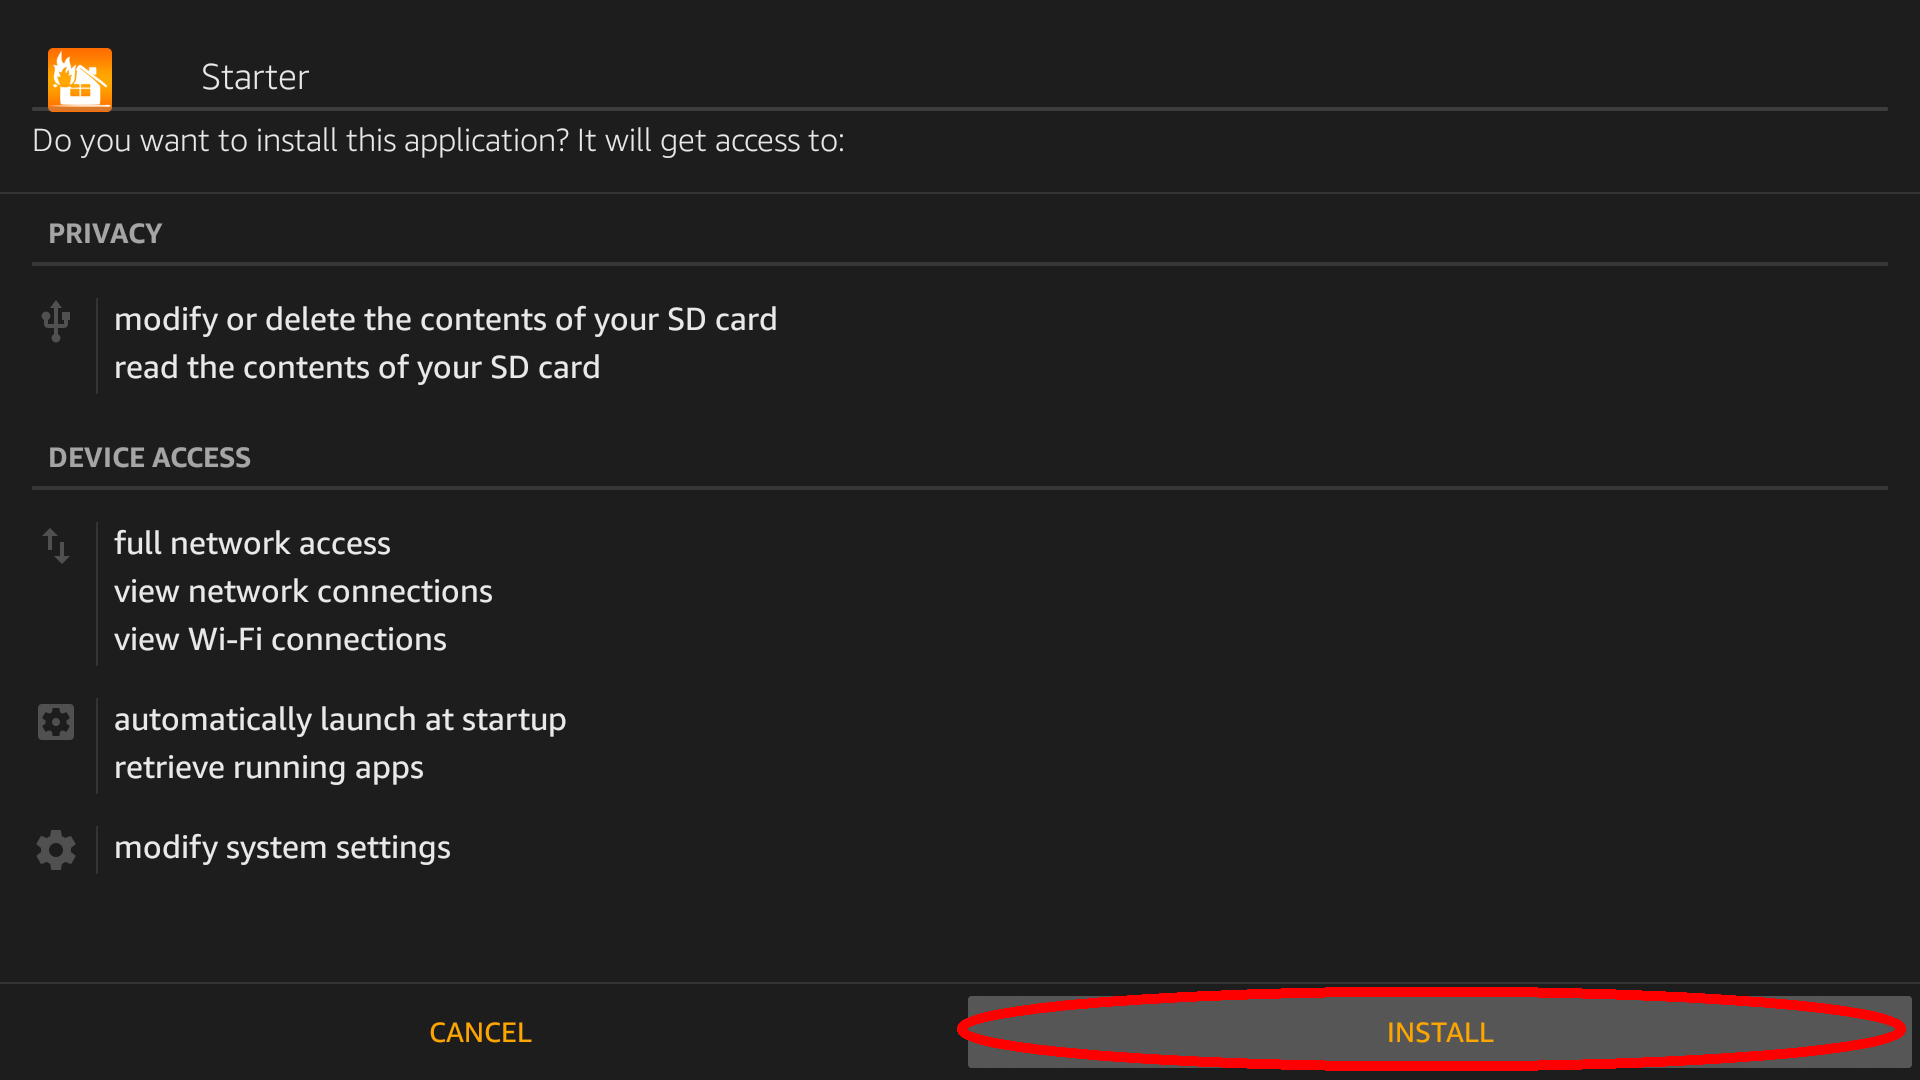 Starter
Do you want to install this application? It will get access to:
PRIVACY
modify or delete the contents of your SD card
read the contents of your SD card
DEVICE ACCESS
full network access
view network connections
view Wi-Fi connections
automatically launch at startup
retrieve running apps
modify system settings
CANCEL
INSTALL